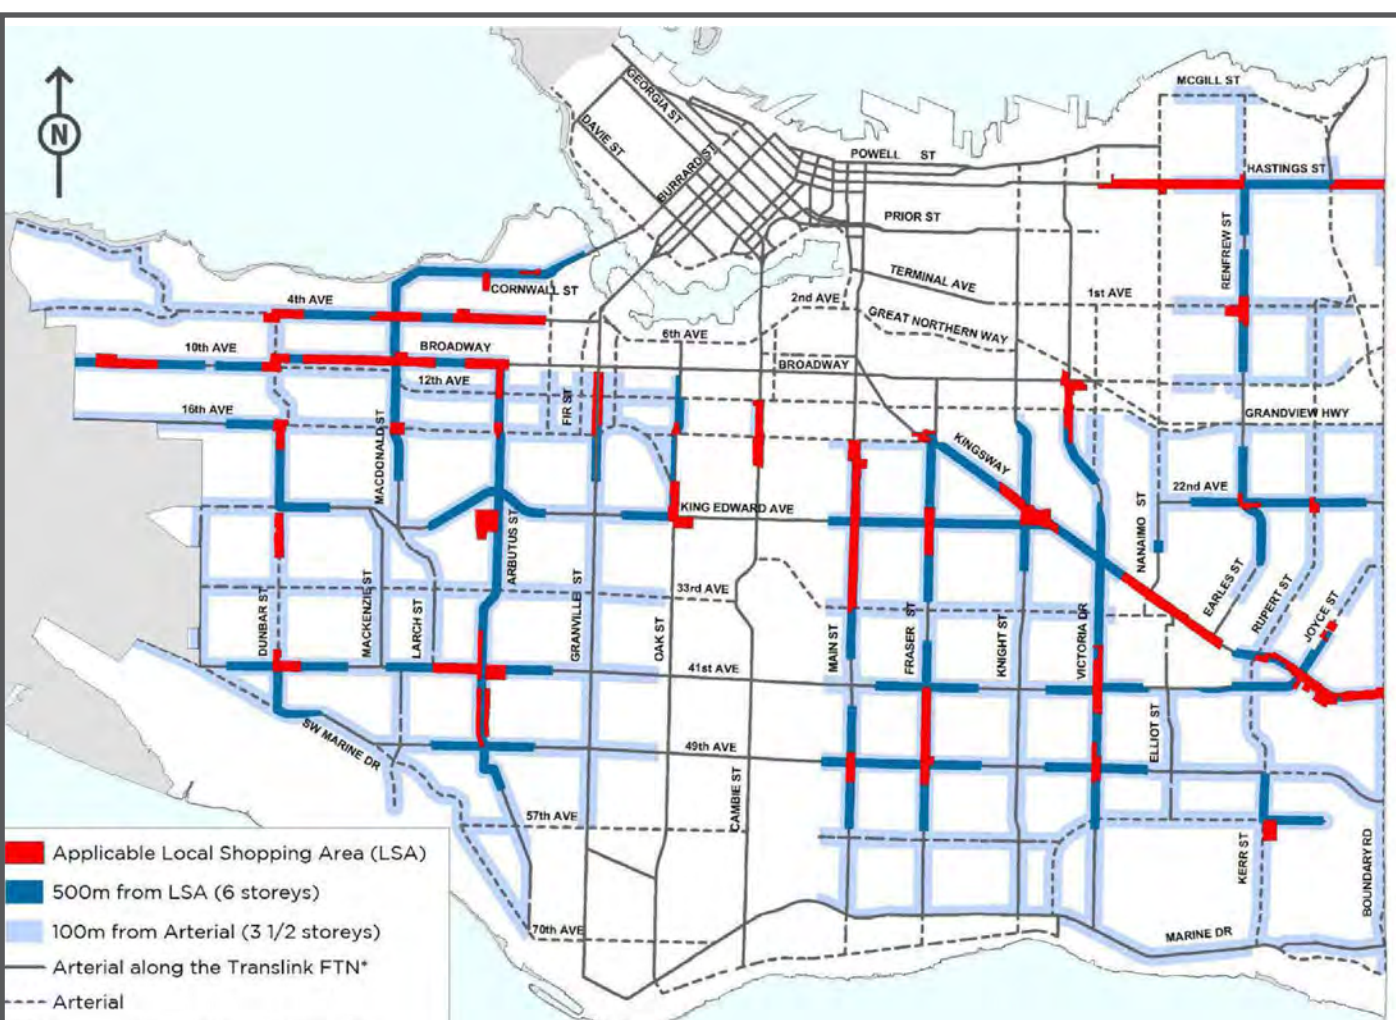 MCGILL ST
GEORGIA ST
DAVIE ST
BURRARD ST
POWELL ST
HASTINGS ST
PRIOR ST
RENFREW ST
TERMINAL AVE
1st AVE
CORNWALL ST
4th AVE
2nd AVE
GREAT NORTHERN WAY
6th AVE
10th AVE
BROADWAY
BROADWAY
12th AVE
16th AVE
FIR ST
GRANDVIEW HWY
MACDONALD ST
KINGSWAY
22nd AVE
KING EDWARD AVE
NANAIMO ST
ARBUTUS ST
33rd AVE
DUNBAR ST
MACKENZIE ST
LARCH ST
GRANVILLE ST
OAK ST
MAIN ST
FRASER ST
KNIGHT ST
VICTORIA DR
EARLES ST
RUPERT ST
JOYCE ST
41st AVE
SW MARINE DR
49th AVE
ELLIOT ST
CAMBIE ST
57th AVE
KERR ST
BOUNDARY RD
70th AVE
MARINE DR
N
Applicable Local Shopping Area (LSA)
500m from LSA (6 storeys)
100m from Arterial (3 1/2 storeys)
Arterial along the Translink FTN*
Arterial